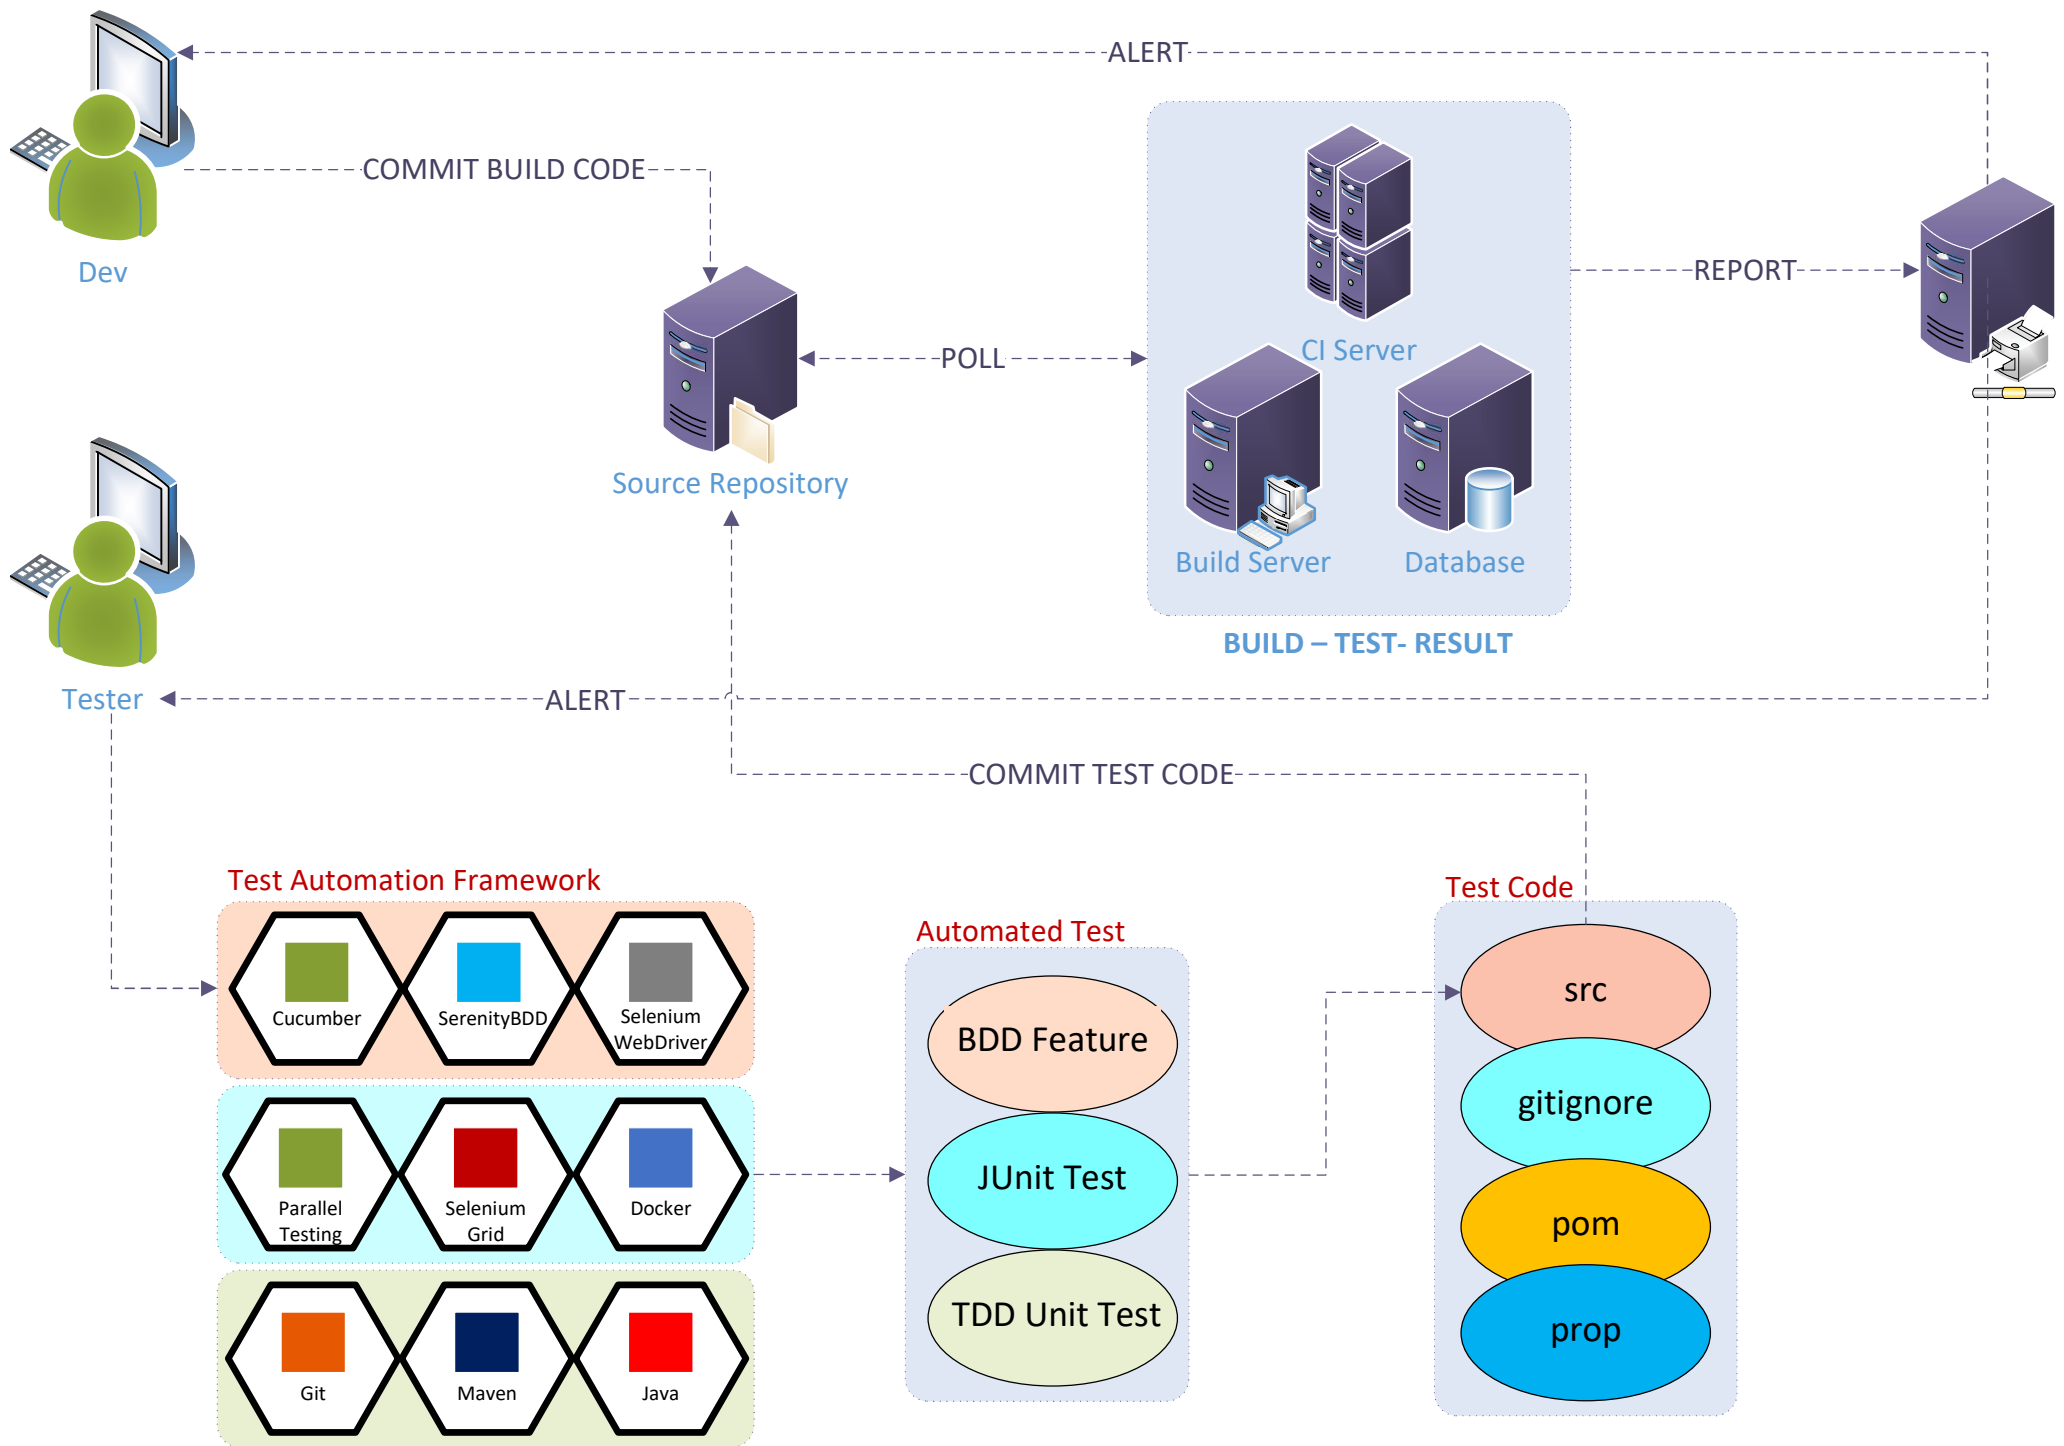 ALERT
COMMIT BUILD CODE
Dev
REPORT
CI Server
POLL
Source Repository
Build Server
Database
BUILD – TEST- RESULT
Tester
ALERT
COMMIT TEST CODE
Test Automation Framework
Cucumber
SerenityBDD
Selenium
WebDriver
Parallel
Testing
Selenium
Grid
Docker
Git
Maven
Java
Automated Test
BDD Feature
JUnit Test
TDD Unit Test
Test Code
src
gitignore
pom
prop